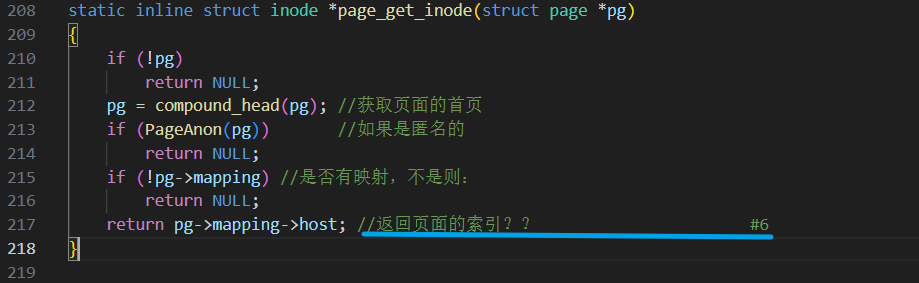 208 static inline struct inode *page_get_inode(struct page *pg)
209 {
210     if (!pg)
211         return NULL;
212     pg = compound_head(pg); //获取页面的首页
213     if (PageAnon(pg))       //如果是匿名的
214         return NULL;
215     if (!pg->mapping) //是否有映射，不是则：
216         return NULL;
217     return pg->mapping->host; //返回页面的索引？？                      #6
218 }
219